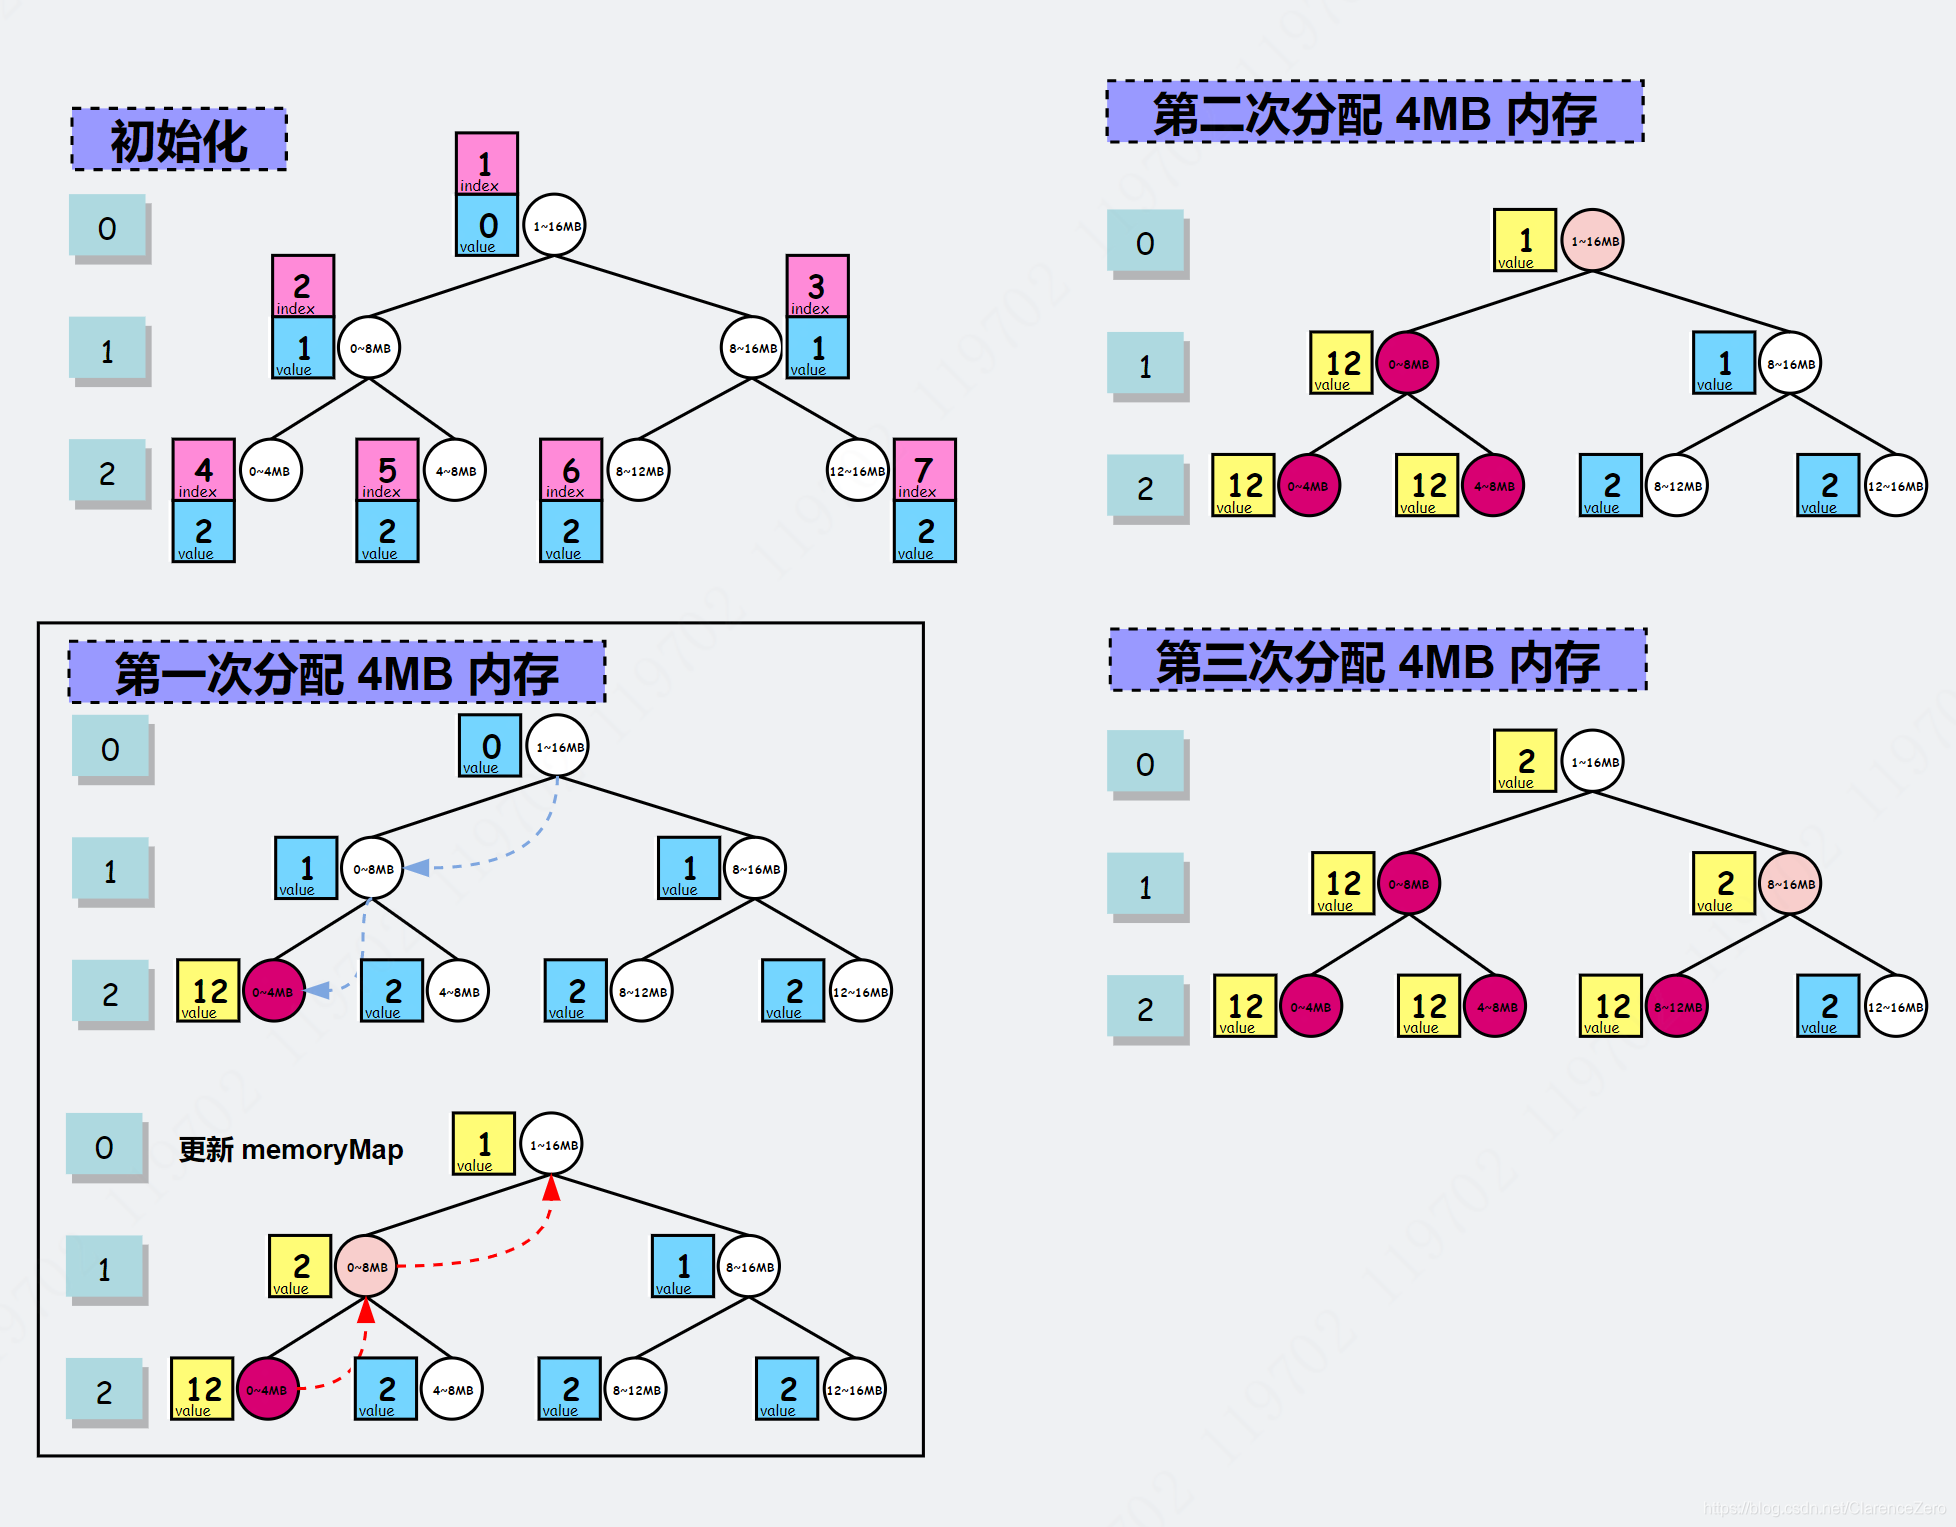 初始化
1
index
0
value
1~16MB
0
2
index
1
value
0~8MB
3
index
1
value
8~16MB
1
4
index
2
value
0~4MB
5
index
2
value
4~8MB
6
index
2
value
8~12MB
12~16MB
7
index
2
value
2
第一次分配 4MB 内存
0
0
value
1~16MB
1
1
value
0~8MB
1
value
8~16MB
2
12
value
0~4MB
2
value
4~8MB
2
value
8~12MB
2
value
12~16MB
0
更新 memoryMap
1
value
1~16MB
1
2
value
0~8MB
1
value
8~16MB
2
12
value
0~4MB
2
value
4~8MB
2
value
8~12MB
2
value
12~16MB
第二次分配 4MB 内存
0
1
value
1~16MB
1
12
value
0~8MB
1
value
8~16MB
2
12
value
0~4MB
12
value
4~8MB
2
value
8~12MB
2
value
12~16MB
第三次分配 4MB 内存
0
2
value
1~16MB
1
12
value
0~8MB
2
value
8~16MB
2
12
value
0~4MB
12
value
4~8MB
12
value
8~12MB
2
value
12~16MB
https://blog.csdn.net/ClarenceZero